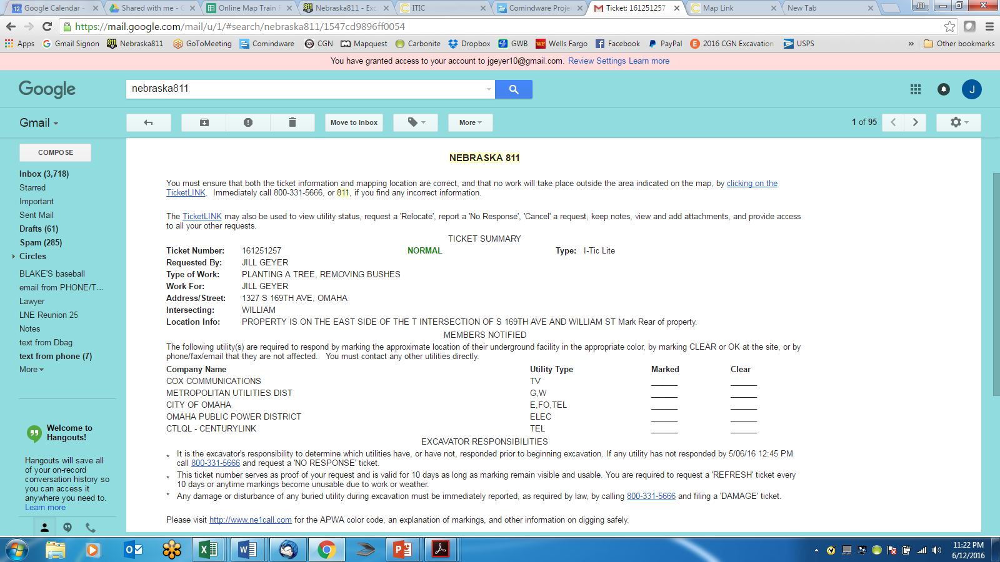 Google Calendar -
Shared with me - G
Online Map Train F
Nebraska811 - Exca
ITIC
Comindware Projec
Ticket: 161251257
Map Link
New Tab
Jill
https://mail.google.com/mail/u/1/#search/nebraska811/1547cd9896ff0054
Apps
Gmail Signon
Nebraska811
GoToMeeting
Comindware
CGN
Mapquest
Carbonite
Dropbox
GWB
Wells Fargo
Facebook
PayPal
2016 CGN Excavation
USPS
»
Other bookmarks
You have granted access to your account to jgeyer10@gmail.com. Review Settings Learn more
Google
nebraska811
J
Gmail
Move to Inbox
More
1 of 95
COMPOSE
Inbox (3,718)
Starred
Important
Sent Mail
Drafts (61)
Spam (285)
Circles
BLAKE'S baseball
email from PHONE/T...
Lawyer
LNE Reunion 25
Notes
text from Dbag
text from phone (7)
More
Welcome to
Hangouts!
Hangouts will save all
of your on-record
conversation history so
you can access it
anywhere you need to.
Learn more
NEBRASKA 811
You must ensure that both the ticket information and mapping location are correct, and that no work will take place outside the area indicated on the map, by clicking on the
TicketLINK. Immediately call 800-331-5666, or 811, if you find any incorrect information.
The TicketLINK may also be used to view utility status, request a 'Relocate', report a 'No Response', 'Cancel' a request, keep notes, view and add attachments, and provide access
to all your other requests.
TICKET SUMMARY
Ticket Number: 161251257 NORMAL Type: I-Tic Lite
Requested By: JILL GEYER
Type of Work: PLANTING A TREE, REMOVING BUSHES
Work For: JILL GEYER
Address/Street: 1327 S 169TH AVE, OMAHA
Intersecting: WILLIAM
Location Info: PROPERTY IS ON THE EAST SIDE OF THE T INTERSECTION OF S 169TH AVE AND WILLIAM ST Mark Rear of property.
MEMBERS NOTIFIED
The following utility(s) are required to respond by marking the approximate location of their underground facility in the appropriate color, by marking CLEAR or OK at the site, or by
phone/fax/email that they are not affected. You must contact any other utilities directly.
Company Name Utility Type Marked Clear
COX COMMUNICATIONS TV ______ ______
METROPOLITAN UTILITIES DIST G,W ______ ______
CITY OF OMAHA E,FO,TEL ______ ______
OMAHA PUBLIC POWER DISTRICT ELEC ______ ______
CTLQL - CENTURYLINK TEL ______ ______
EXCAVATOR RESPONSIBILITIES
* It is the excavator's responsibility to determine which utilities have, or have not, responded prior to beginning excavation. If any utility has not responded by 5/06/16 12:45 PM
call 800-331-5666 and request a 'NO RESPONSE' ticket.
* This ticket number serves as proof of your request and is valid for 10 days as long as marking remain visible and usable. You are required to request a 'REFRESH' ticket every
10 days or anytime markings become unusable due to work or weather.
* Any damage or disturbance of any buried utility during excavation must be immediately reported, as required by law, by calling 800-331-5666 and filing a 'DAMAGE' ticket.
Please visit http://www.ne1call.com for the APWA color code, an explanation of markings, and other information on digging safely.
11:22 PM
6/12/2016